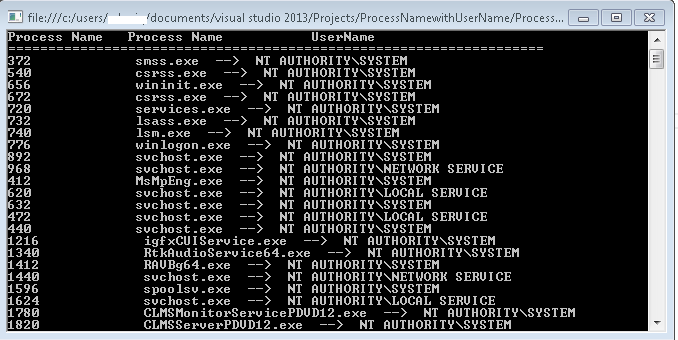 file:///c:/users/ /documents/visual studio 2013/Projects/ProcessNamewithUserName/Process...
Process Name Process Name UserName
===================================================================
372 smss.exe --> NT AUTHORITY\SYSTEM
540 csrss.exe --> NT AUTHORITY\SYSTEM
656 wininit.exe --> NT AUTHORITY\SYSTEM
672 csrss.exe --> NT AUTHORITY\SYSTEM
720 services.exe --> NT AUTHORITY\SYSTEM
732 lsass.exe --> NT AUTHORITY\SYSTEM
740 lsm.exe --> NT AUTHORITY\SYSTEM
776 winlogon.exe --> NT AUTHORITY\SYSTEM
892 svchost.exe --> NT AUTHORITY\SYSTEM
968 svchost.exe --> NT AUTHORITY\NETWORK SERVICE
412 MsMpEng.exe --> NT AUTHORITY\SYSTEM
620 svchost.exe --> NT AUTHORITY\LOCAL SERVICE
632 svchost.exe --> NT AUTHORITY\SYSTEM
472 svchost.exe --> NT AUTHORITY\LOCAL SERVICE
440 svchost.exe --> NT AUTHORITY\SYSTEM
1216 igfxCUIService.exe --> NT AUTHORITY\SYSTEM
1340 RtkAudioService64.exe --> NT AUTHORITY\SYSTEM
1412 RAVBg64.exe --> NT AUTHORITY\SYSTEM
1440 svchost.exe --> NT AUTHORITY\NETWORK SERVICE
1596 spoolsv.exe --> NT AUTHORITY\SYSTEM
1624 svchost.exe --> NT AUTHORITY\LOCAL SERVICE
1780 CLMSMonitorServicePDVD12.exe --> NT AUTHORITY\SYSTEM
1820 CLMSServerPDVD12.exe --> NT AUTHORITY\SYSTEM